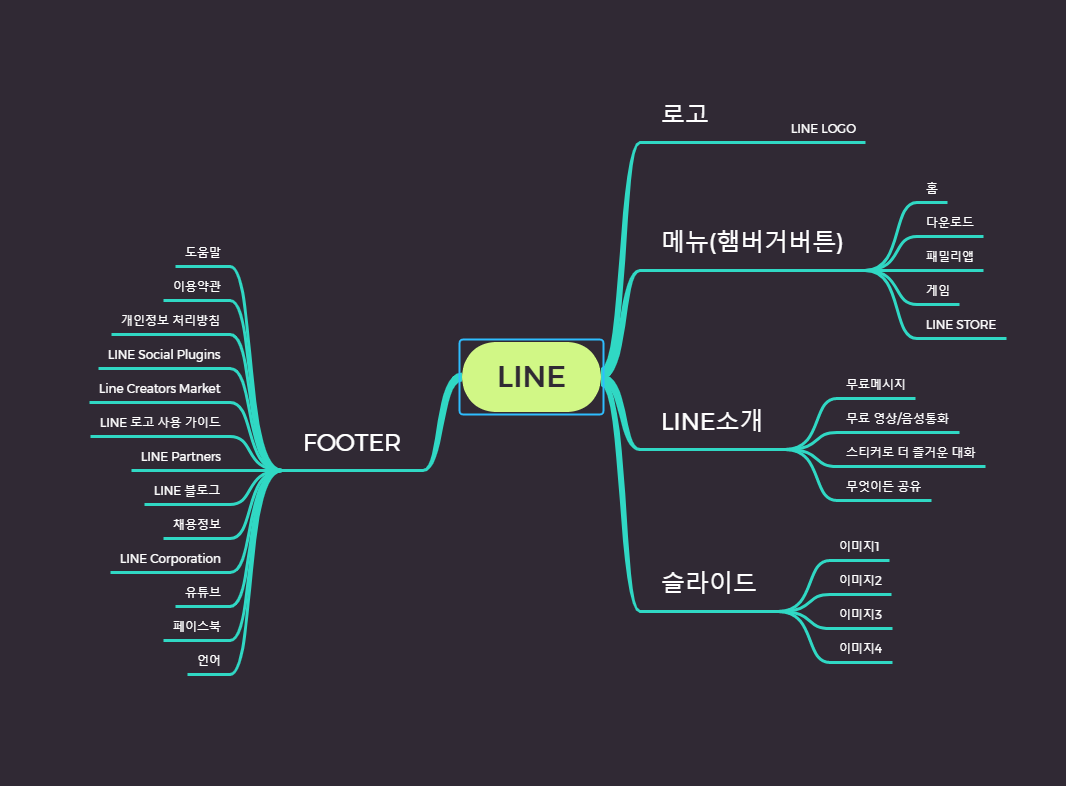 LINE
로고
LINE LOGO
메뉴(햄버거버튼)
홈
다운로드
패밀리앱
게임
LINE STORE
LINE소개
무료메시지
무료 영상/음성통화
스티커로 더 즐거운 대화
무엇이든 공유
슬라이드
이미지1
이미지2
이미지3
이미지4
FOOTER
도움말
이용약관
개인정보 처리방침
LINE Social Plugins
Line Creators Market
LINE 로고 사용 가이드
LINE Partners
LINE 블로그
채용정보
LINE Corporation
유튜브
페이스북
언어